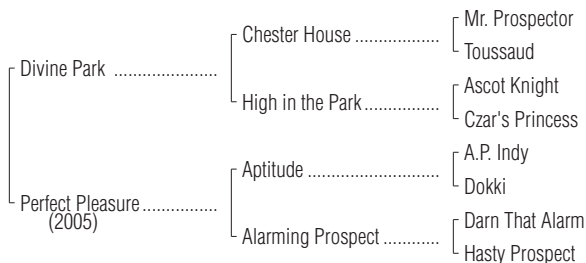 Mr. Prospector
Chester House ..................
Toussaud
Divine Park ......................
Ascot Knight
High in the Park ................
Czar's Princess
A.P. Indy
Aptitude ............................
Dokki
Perfect Pleasure ................
(2005)
Darn That Alarm
Alarming Prospect ............
Hasty Prospect